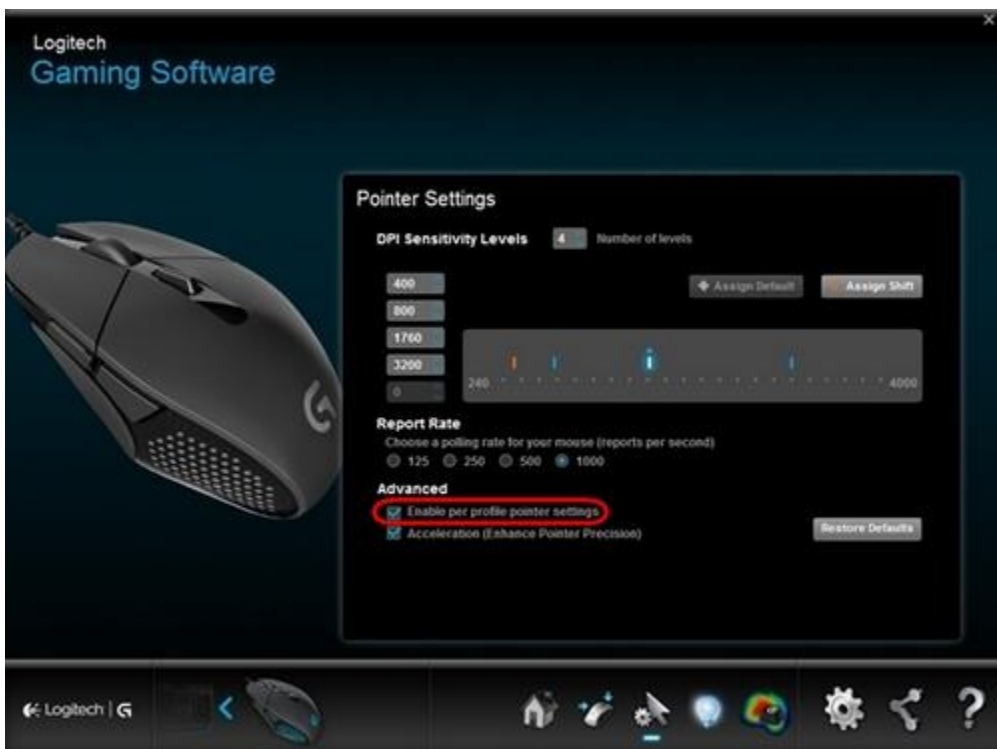 Logitech
Gaming Software
Pointer Settings
DPI Sensitivity Levels 4 Number of levels
400
Assign Default Assign Shift
800
1760
3200
240 4000
0
Report Rate
Choose a polling rate for your mouse (reports per second)
125 250 500 1000
Advanced
Enable per profile pointer settings
Acceleration (Enhance Pointer Precision)
Restore Defaults
Logitech | G
?